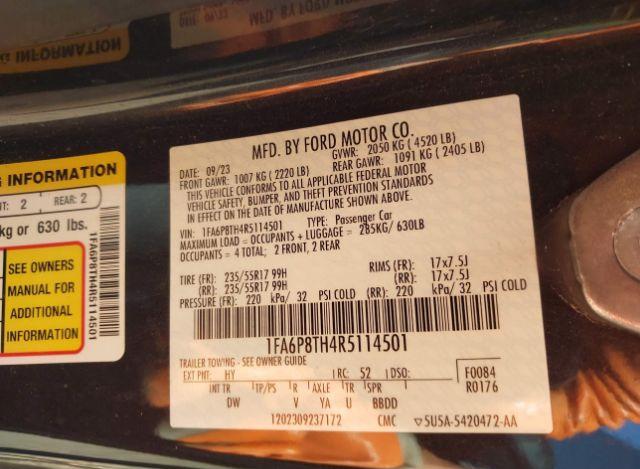 G INFORMATION
NT: 2 REAR: 2
kg or 630 lbs.
SEE OWNERS
MANUAL FOR
ADDITIONAL
INFORMATION
1FA6P8TH4R5114501
MFD. BY FORD MOTOR CO.
DATE: 09/23 GVWR: 2050 KG ( 4520 LB)
FRONT GAWR: 1007 KG ( 2220 LB) REAR GAWR: 1091 KG ( 2405 LB)
THIS VEHICLE CONFORMS TO ALL APPLICABLE FEDERAL MOTOR
VEHICLE SAFETY, BUMPER, AND THEFT PREVENTION STANDARDS
IN EFFECT ON THE DATE OF MANUFACTURE SHOWN ABOVE.
VIN: 1FA6P8TH4R5114501 TYPE: Passenger Car
MAXIMUM LOAD = OCCUPANTS + LUGGAGE = 285KG/ 630LB
OCCUPANTS = 4 TOTAL; 2 FRONT, 2 REAR
TIRE (FR): 235/55R17 99H RIMS (FR): 17x7.5J
(RR): 235/55R17 99H (RR): 17x7.5J
PRESSURE (FR): 220 kPa/ 32 PSI COLD (RR): 220 kPa/ 32 PSI COLD
1FA6P8TH4R5114501
TRAILER TOWING - SEE OWNER GUIDE
EXT PNT: HY RC: 52 DSO: F0084
R0176
INT TR TP/PS R AXLE TR SPR
DW V YA U BBDD
1202309237172 CMC 5U5A-5420472-AA